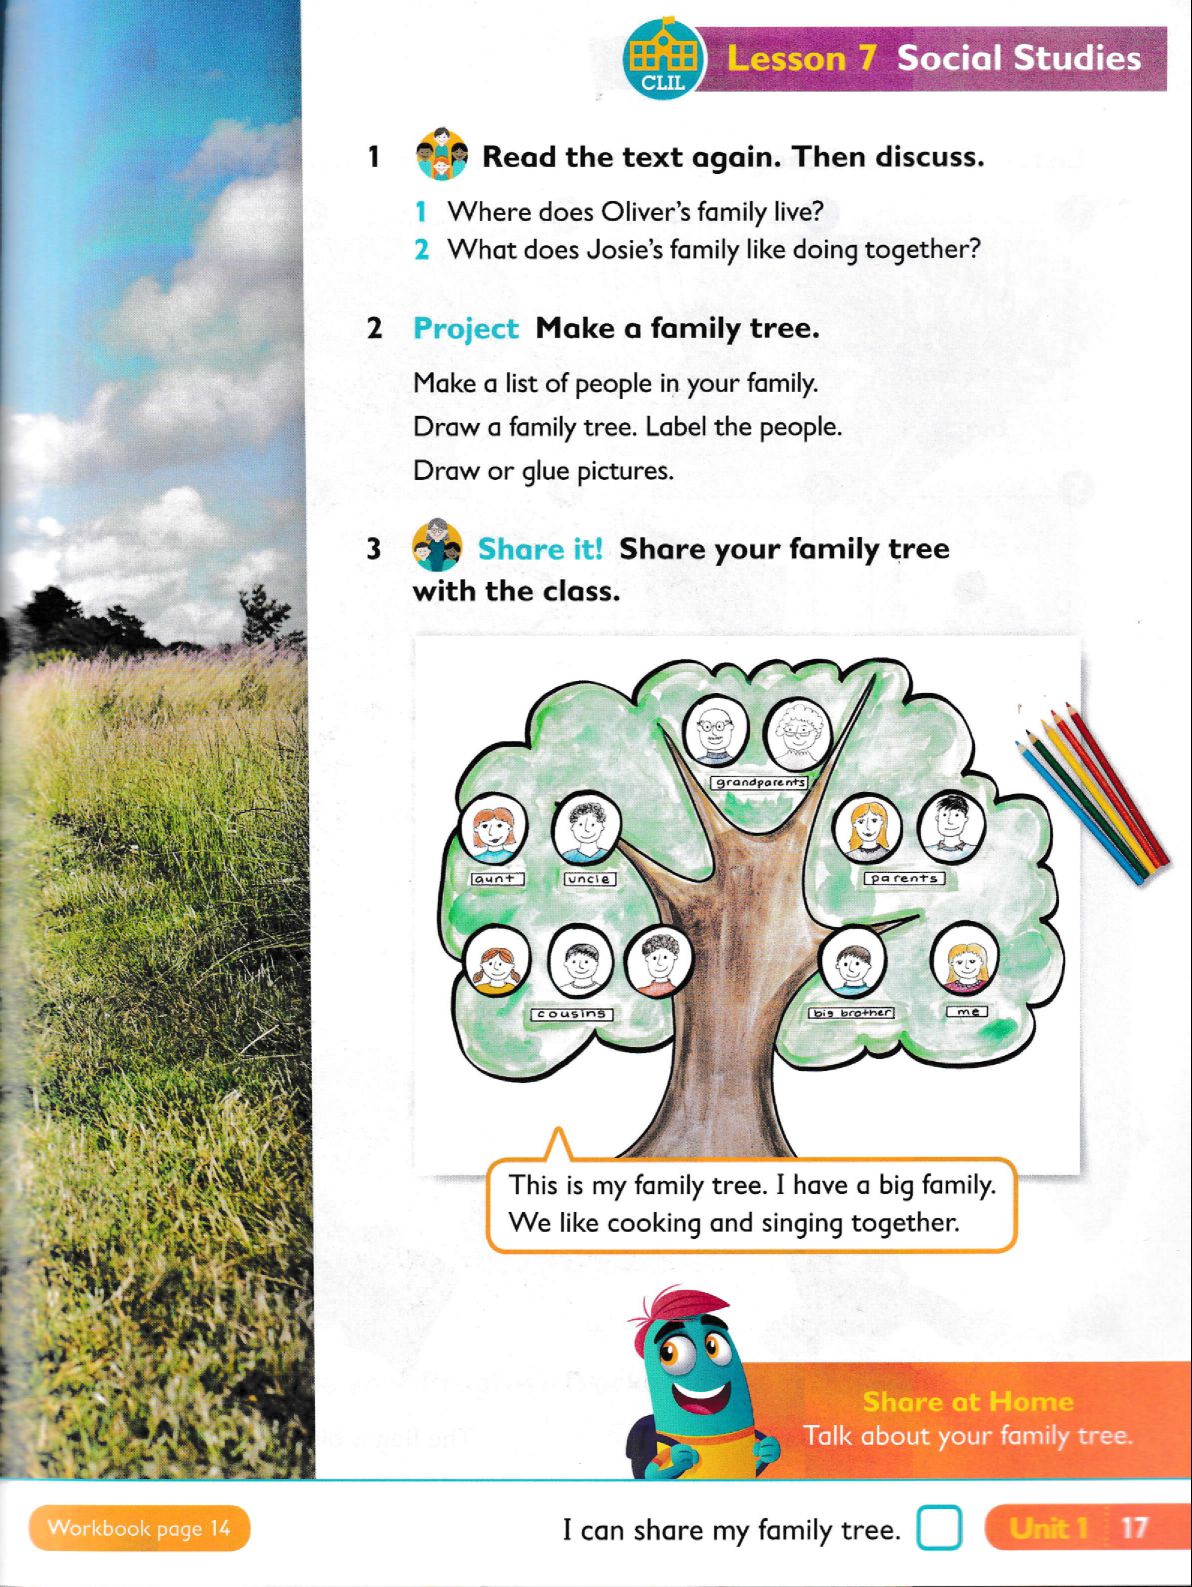 CLIL
Lesson 7 Social Studies
1 Read the text again. Then discuss.
1 Where does Oliver's family live?
2 What does Josie's family like doing together?
2 Project Make a family tree.
Make a list of people in your family.
Draw a family tree. Label the people.
Draw or glue pictures.
3 Share it! Share your family tree
with the class.
grandparents
aunt uncle parents
cousins big brother me
This is my family tree. I have a big family.
We like cooking and singing together.
Share at Home
Talk about your family tree.
Workbook page 14 I can share my family tree. Unit 1 17